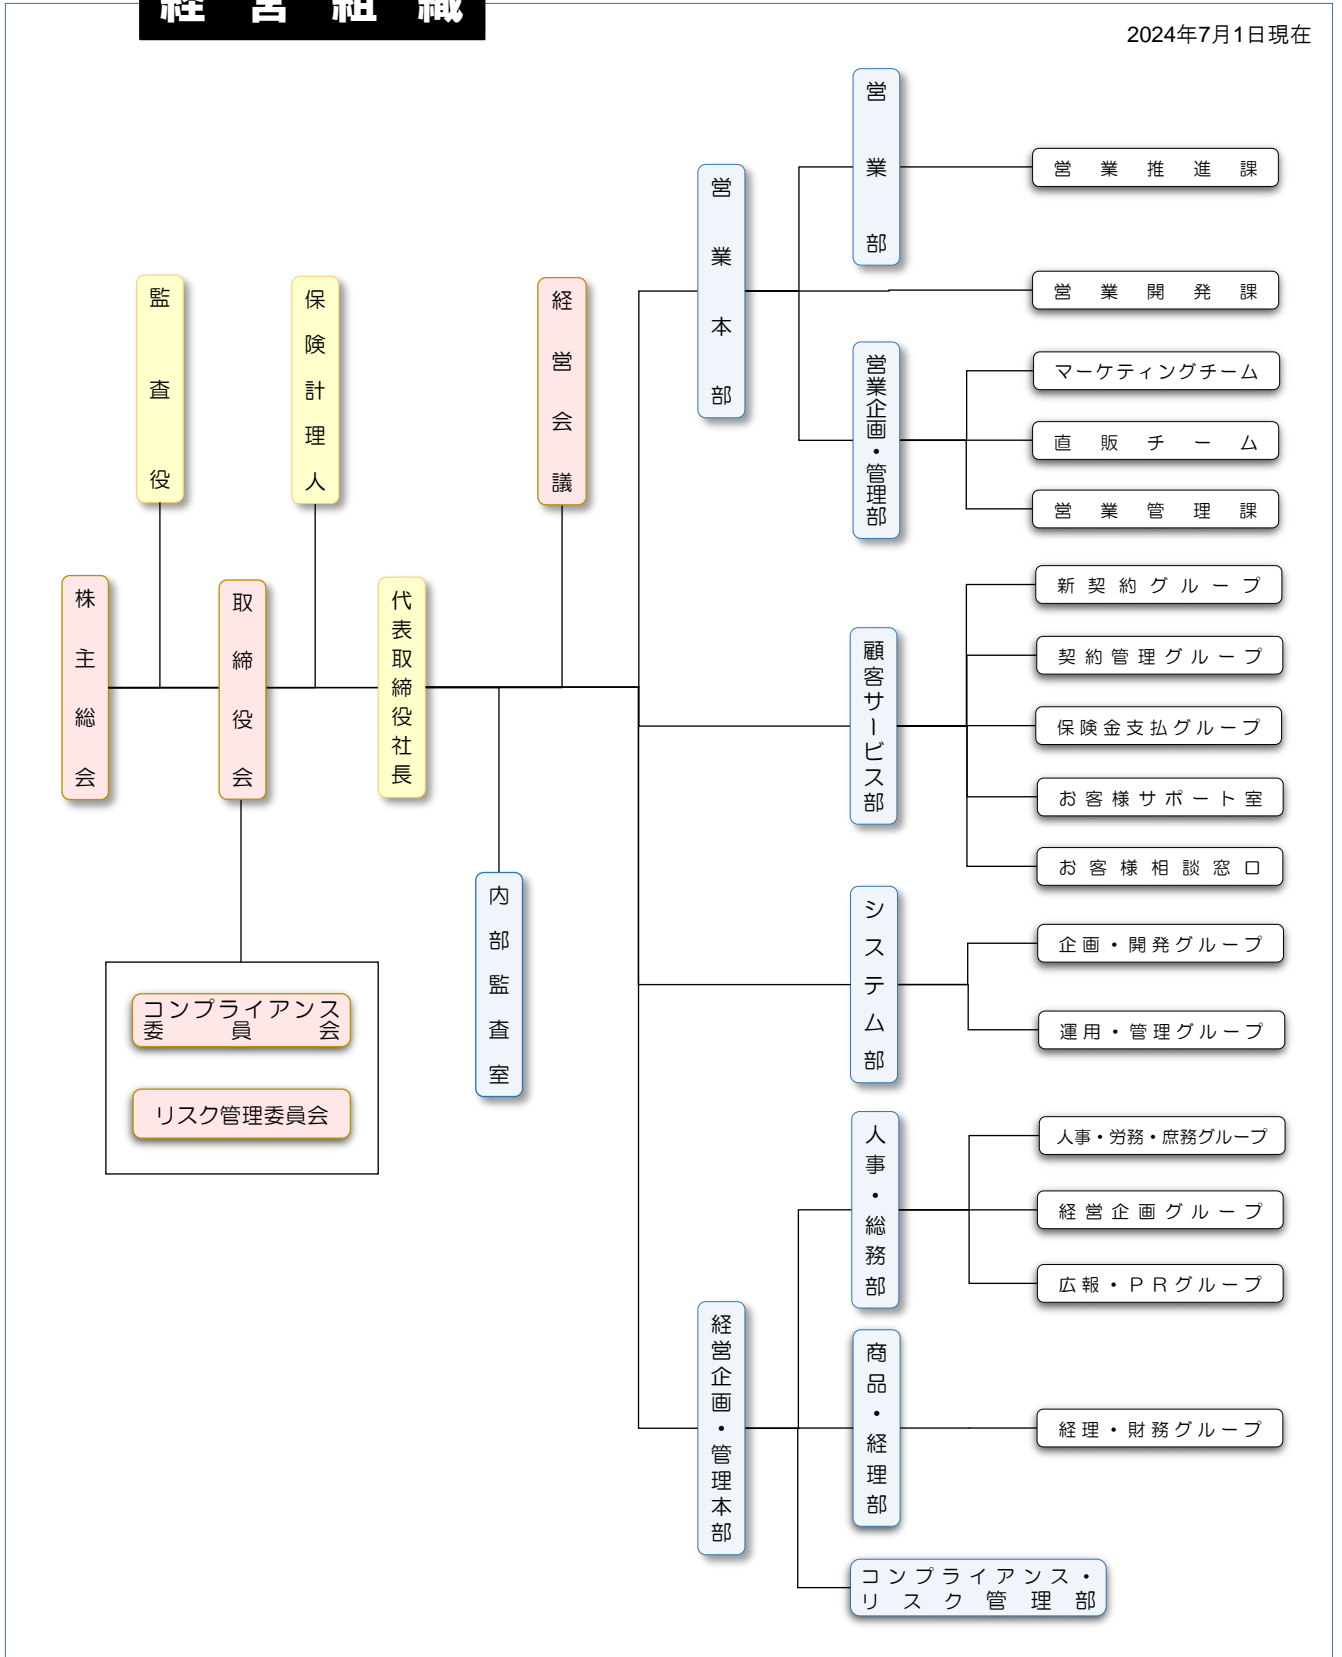 経営組織
2024年7月1日現在
株主総会
監査役
取締役会
保険計理人
代表取締役社長
経営会議
内部監査室
コンプライアンス
委員会
リスク管理委員会
営業本部
営業部
営業推進課
営業開発課
営業企画・管理部
マーケティングチーム
直販チーム
営業管理課
顧客サービス部
新契約グループ
契約管理グループ
保険金支払グループ
お客様サポート室
お客様相談窓口
システム部
企画・開発グループ
運用・管理グループ
経営企画・管理本部
人事・総務部
人事・労務・庶務グループ
経営企画グループ
広報・PRグループ
商品・経理部
経理・財務グループ
コンプライアンス・
リスク管理部